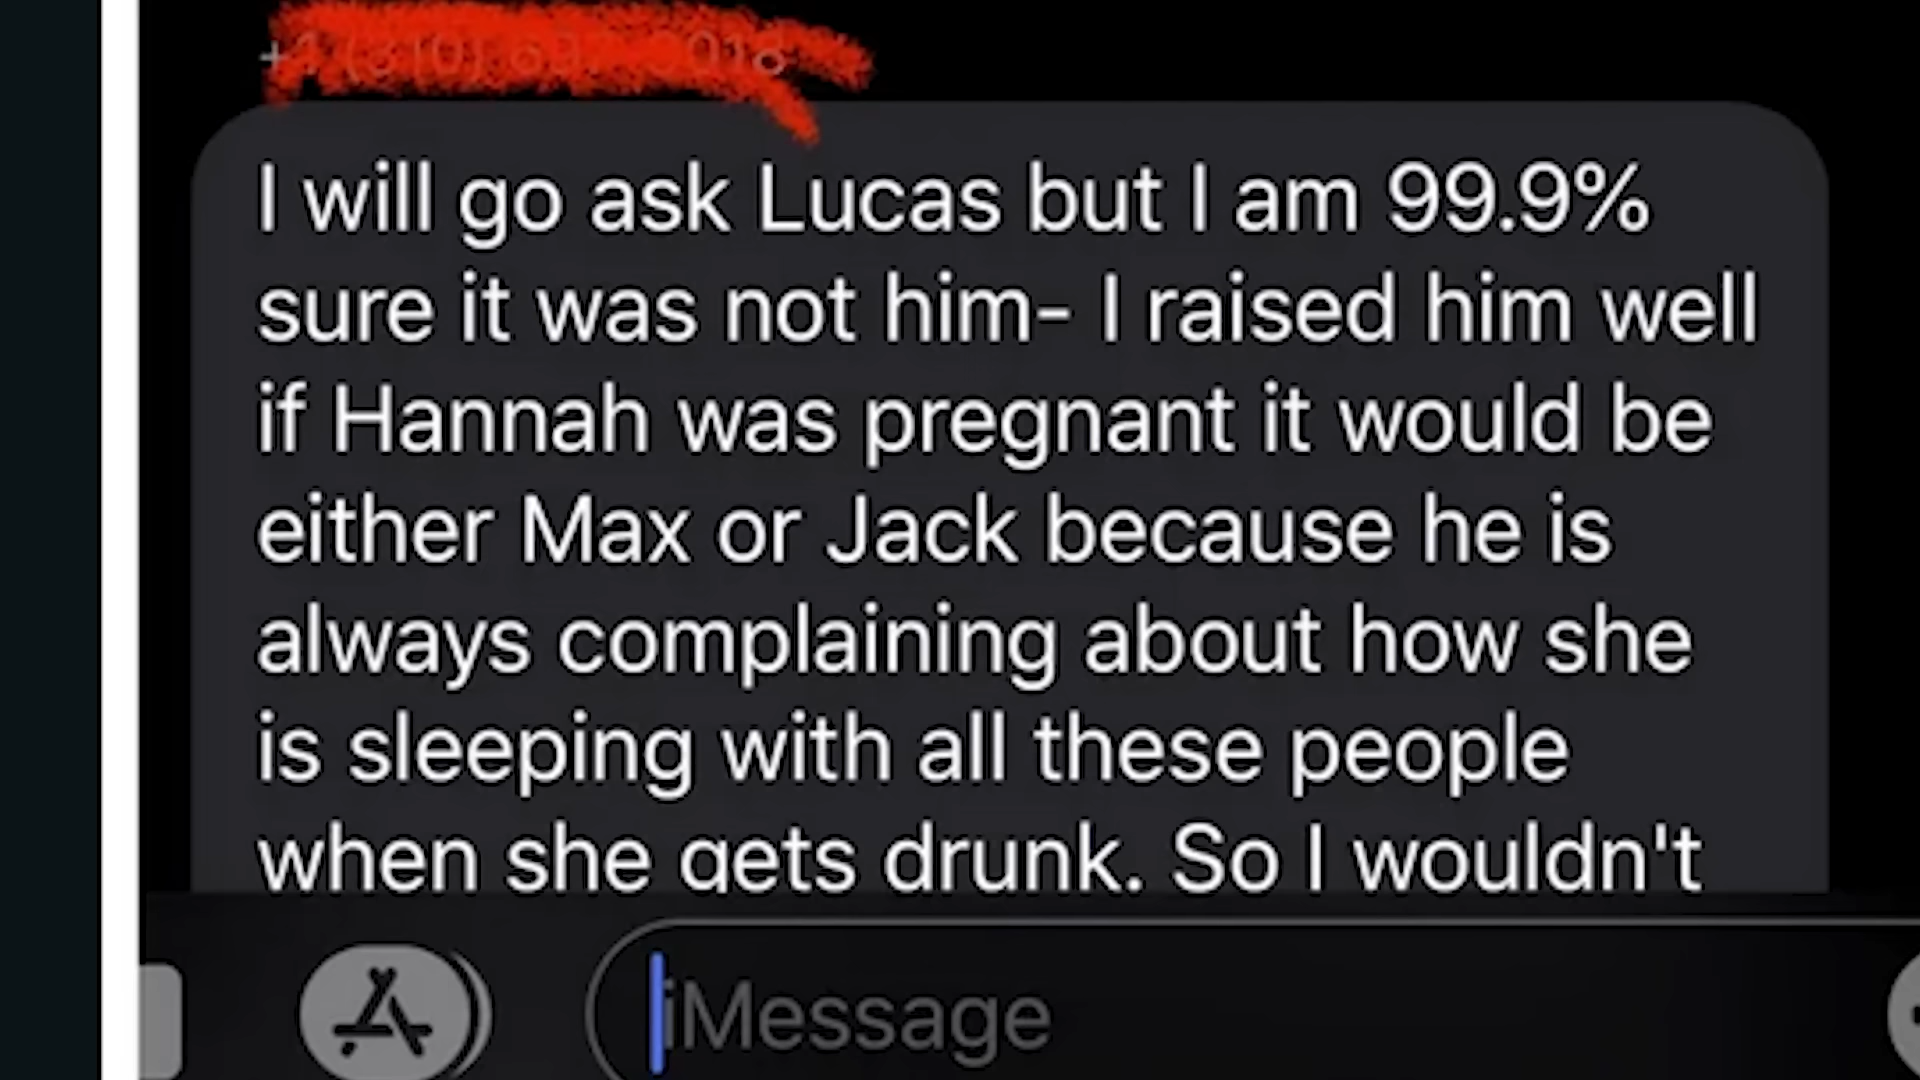 I will go ask Lucas but I am 99.9%
sure it was not him- I raised him well
if Hannah was pregnant it would be
either Max or Jack because he is
always complaining about how she
is sleeping with all these people
when she gets drunk. So I wouldn't
iMessage